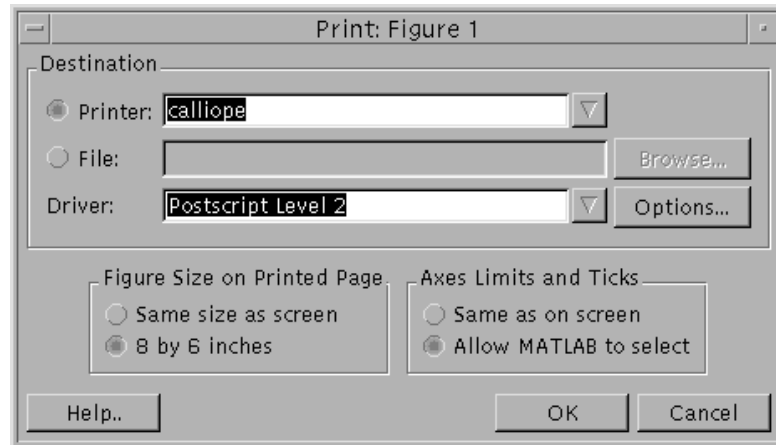 Print: Figure 1
Destination
Printer: calliope
File: Browse...
Driver: Postscript Level 2 Options...
Figure Size on Printed Page
Same size as screen
8 by 6 inches
Axes Limits and Ticks
Same as on screen
Allow MATLAB to select
Help.. OK Cancel